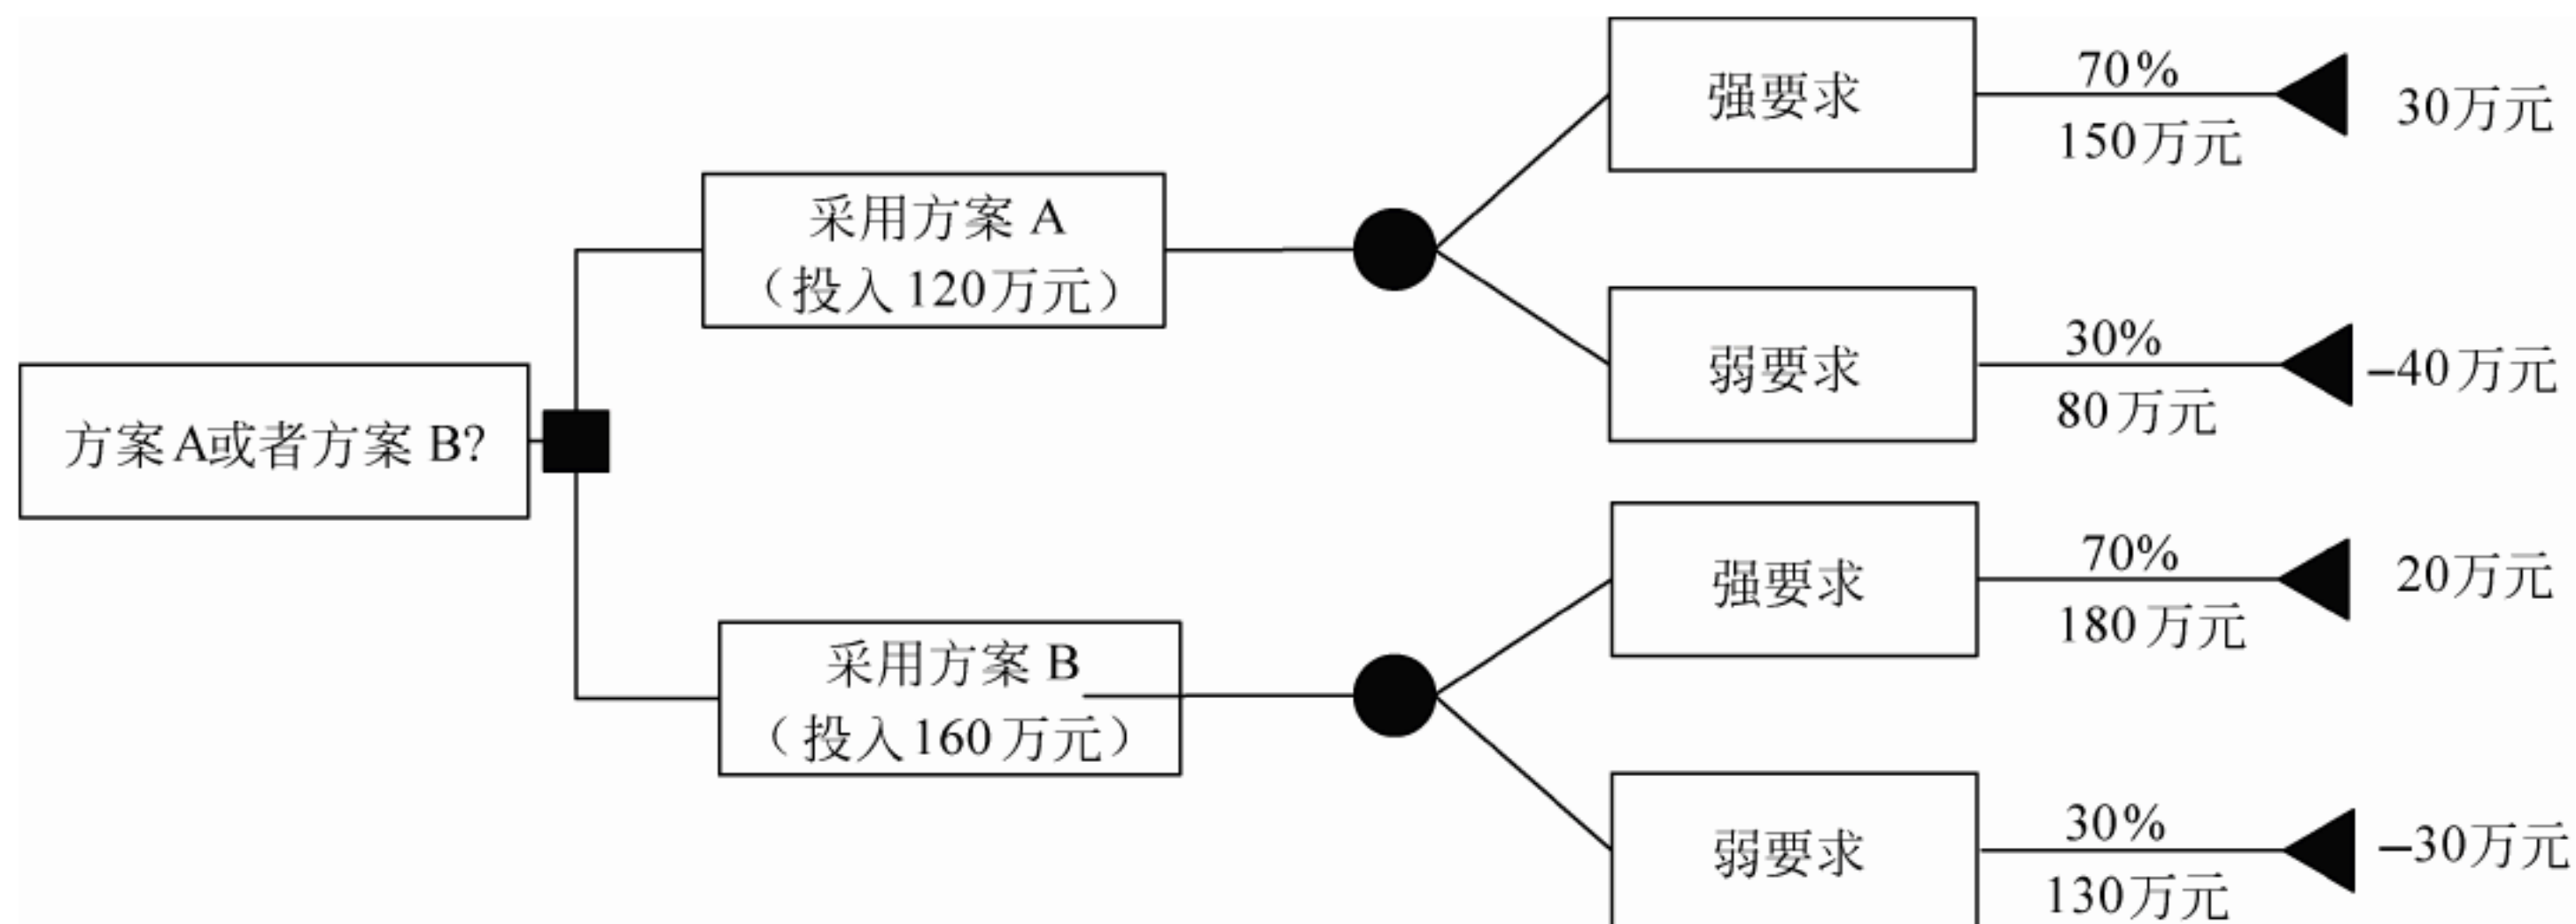 方案A或者方案 B?
采用方案 A
（投入120万元）
强要求
70%
150万元
30万元
弱要求
30%
80万元
–40万元
采用方案 B
（投入160万元）
强要求
70%
180万元
20万元
弱要求
30%
130万元
–30万元